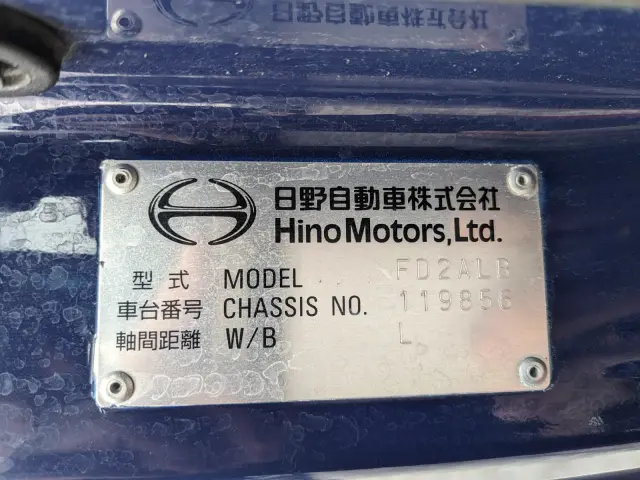 日野自動車株式会社
Hino Motors, Ltd.
型式 MODEL FD2ALB
車台番号 CHASSIS NO. 119856
軸間距離 W/B L